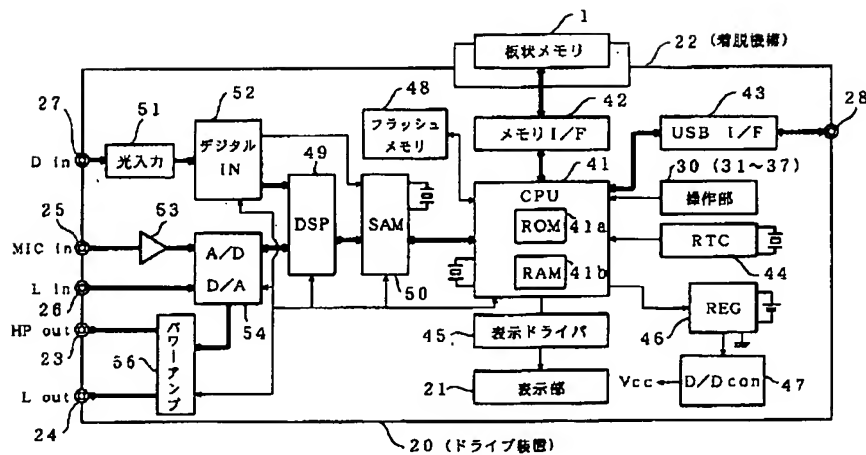 1
板状メモリ
22 (着脱機構)
27
51
52
48
42
43
28
D in
光入力
デジタル
IN
フラッシュ
メモリ
メモリ I/F
USB I/F
49
41
30 (31〜37)
操作部
25
53
MIC in
A/D
D/A
DSP
SAM
CPU
ROM
41a
RAM
41b
RTC
44
L in
26
54
50
HP out
23
パワーアンプ
56
45
表示ドライバ
46
REG
L out
24
21
表示部
Vcc
D/Dcon
47
20 (ドライブ装置)